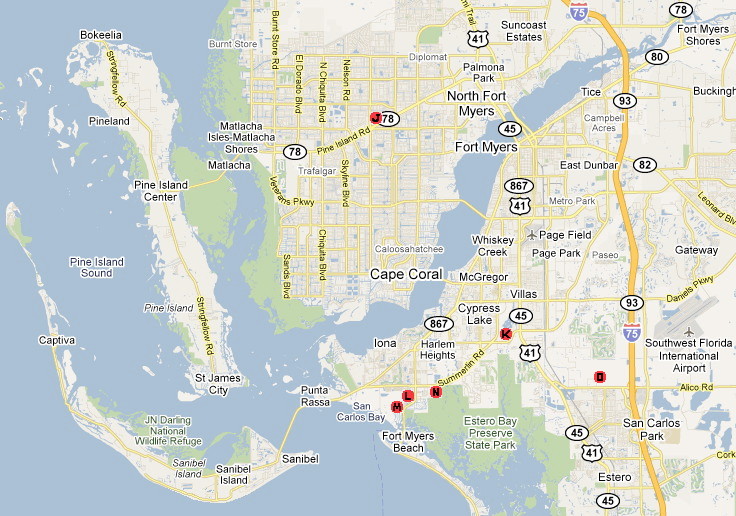 78
75
Bokeelia
Suncoast
Estates
Fort Myers
Shores
Burnt Store Rd
Burnt Store
41
Diplomat
80
Stringfellow Rd
El Dorado Blvd
N Chiquita Blvd
Nelson Rd
Palmona
Park
North Fort
Myers
Tice
93
Buckingh
Pineland
J
78
Campbell
Acres
Matlacha
Isles-Matlacha
Shores
Pine Island Rd
45
Fort Myers
78
Matlacha
Trafalgar
Skyline Blvd
East Dunbar
82
Pine Island
Center
Veterans Pkwy
867
41
Metro Park
Leonard Blv
Whiskey
Creek
Page Field
Page Park
Paseo
Gateway
Pine Island
Sound
Sands Blvd
Chiquita Blvd
Caloosahatchee
Cape Coral
McGregor
Villas
Daniels Pkwy
93
Pine Island
Stringfellow Rd
Cypress
Lake
45
867
K
75
Captiva
Iona
Harlem
Heights
41
Southwest Florida
International
Airport
Summerlin Rd
St James
City
O
Alico Rd
Punta
Rassa
L
N
M
San
Carlos Bay
JN Darling
National
Wildlife Refuge
Estero Bay
Preserve
State Park
San Carlos
Park
45
Fort Myers
Beach
41
Cork
Sanibel
Sanibel
Island
Sanibel
Island
Estero
45